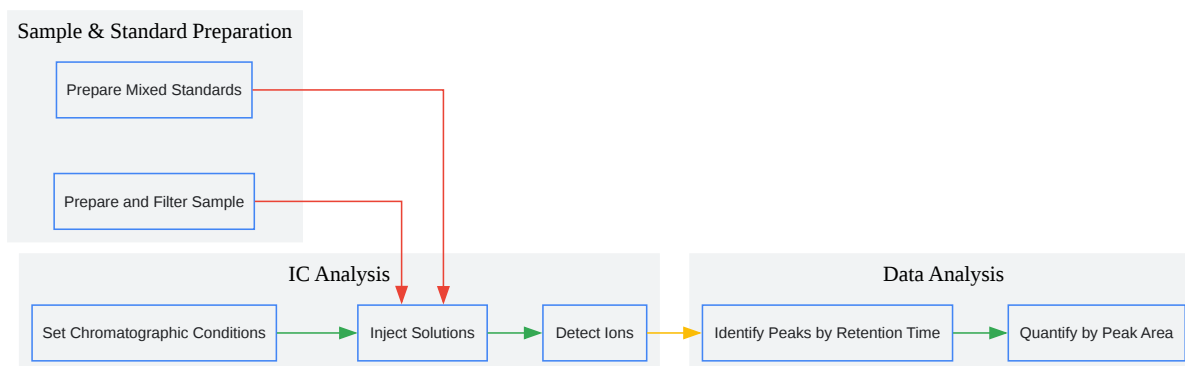 Sample & Standard Preparation
Prepare Mixed Standards
Prepare and Filter Sample
IC Analysis
Set Chromatographic Conditions
Inject Solutions
Detect Ions
Data Analysis
Identify Peaks by Retention Time
Quantify by Peak Area